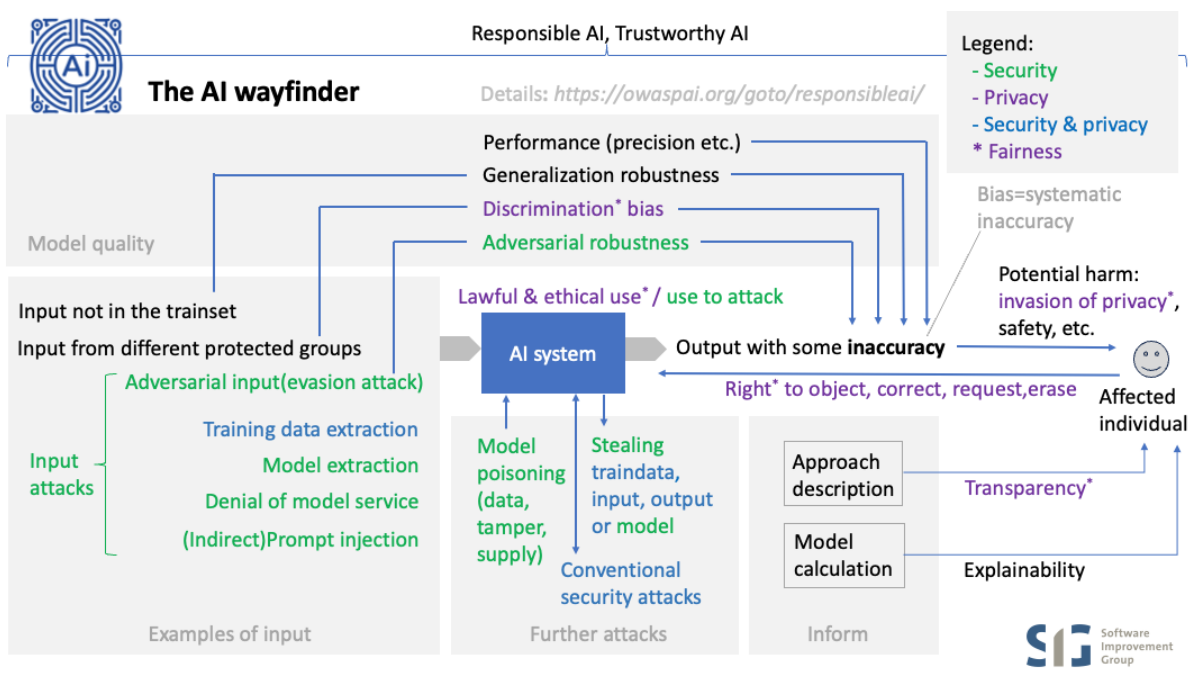 Responsible AI, Trustworthy AI
Ai
The AI wayfinder
Details: https://owaspai.org/goto/responsibleai/
Legend:
- Security
- Privacy
- Security & privacy
* Fairness
Performance (precision etc.)
Generalization robustness
Discrimination* bias
Adversarial robustness
Model quality
Bias=systematic
inaccuracy
Input not in the trainset
Input from different protected groups
Adversarial input(evasion attack)
Training data extraction
Model extraction
Denial of model service
(Indirect)Prompt injection
Input
attacks
Examples of input
Lawful & ethical use* / use to attack
AI system
Output with some inaccuracy
Potential harm:
invasion of privacy*,
safety, etc.
Right* to object, correct, request,erase
Affected
individual
Model
poisoning
(data,
tamper,
supply)
Stealing
traindata,
input, output
or model
Conventional
security attacks
Further attacks
Approach
description
Transparency*
Model
calculation
Explainability
Inform
SIG
Software
Improvement
Group